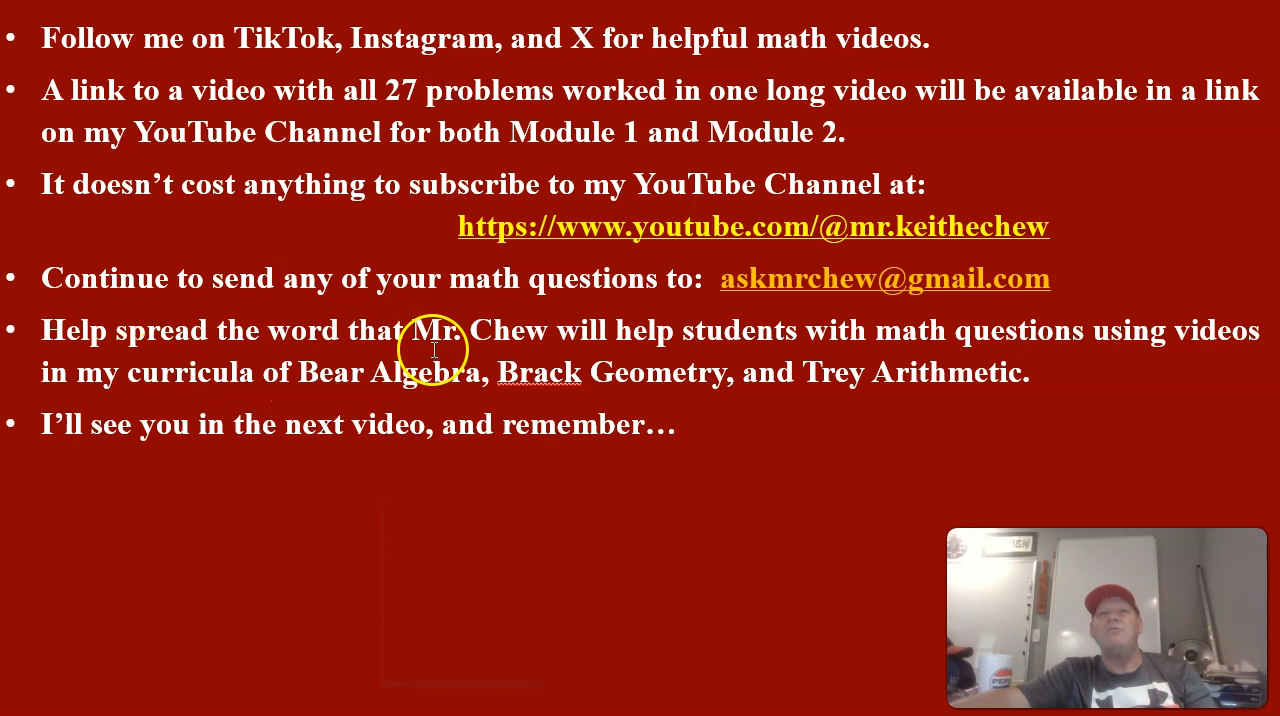 • Follow me on TikTok, Instagram, and X for helpful math videos.
• A link to a video with all 27 problems worked in one long video will be available in a link
on my YouTube Channel for both Module 1 and Module 2.
• It doesn't cost anything to subscribe to my YouTube Channel at:
https://www.youtube.com/@mr.keithechew
• Continue to send any of your math questions to: askmrchew@gmail.com
• Help spread the word that Mr. Chew will help students with math questions using videos
in my curricula of Bear Algebra, Brack Geometry, and Trey Arithmetic.
• I'll see you in the next video, and remember…